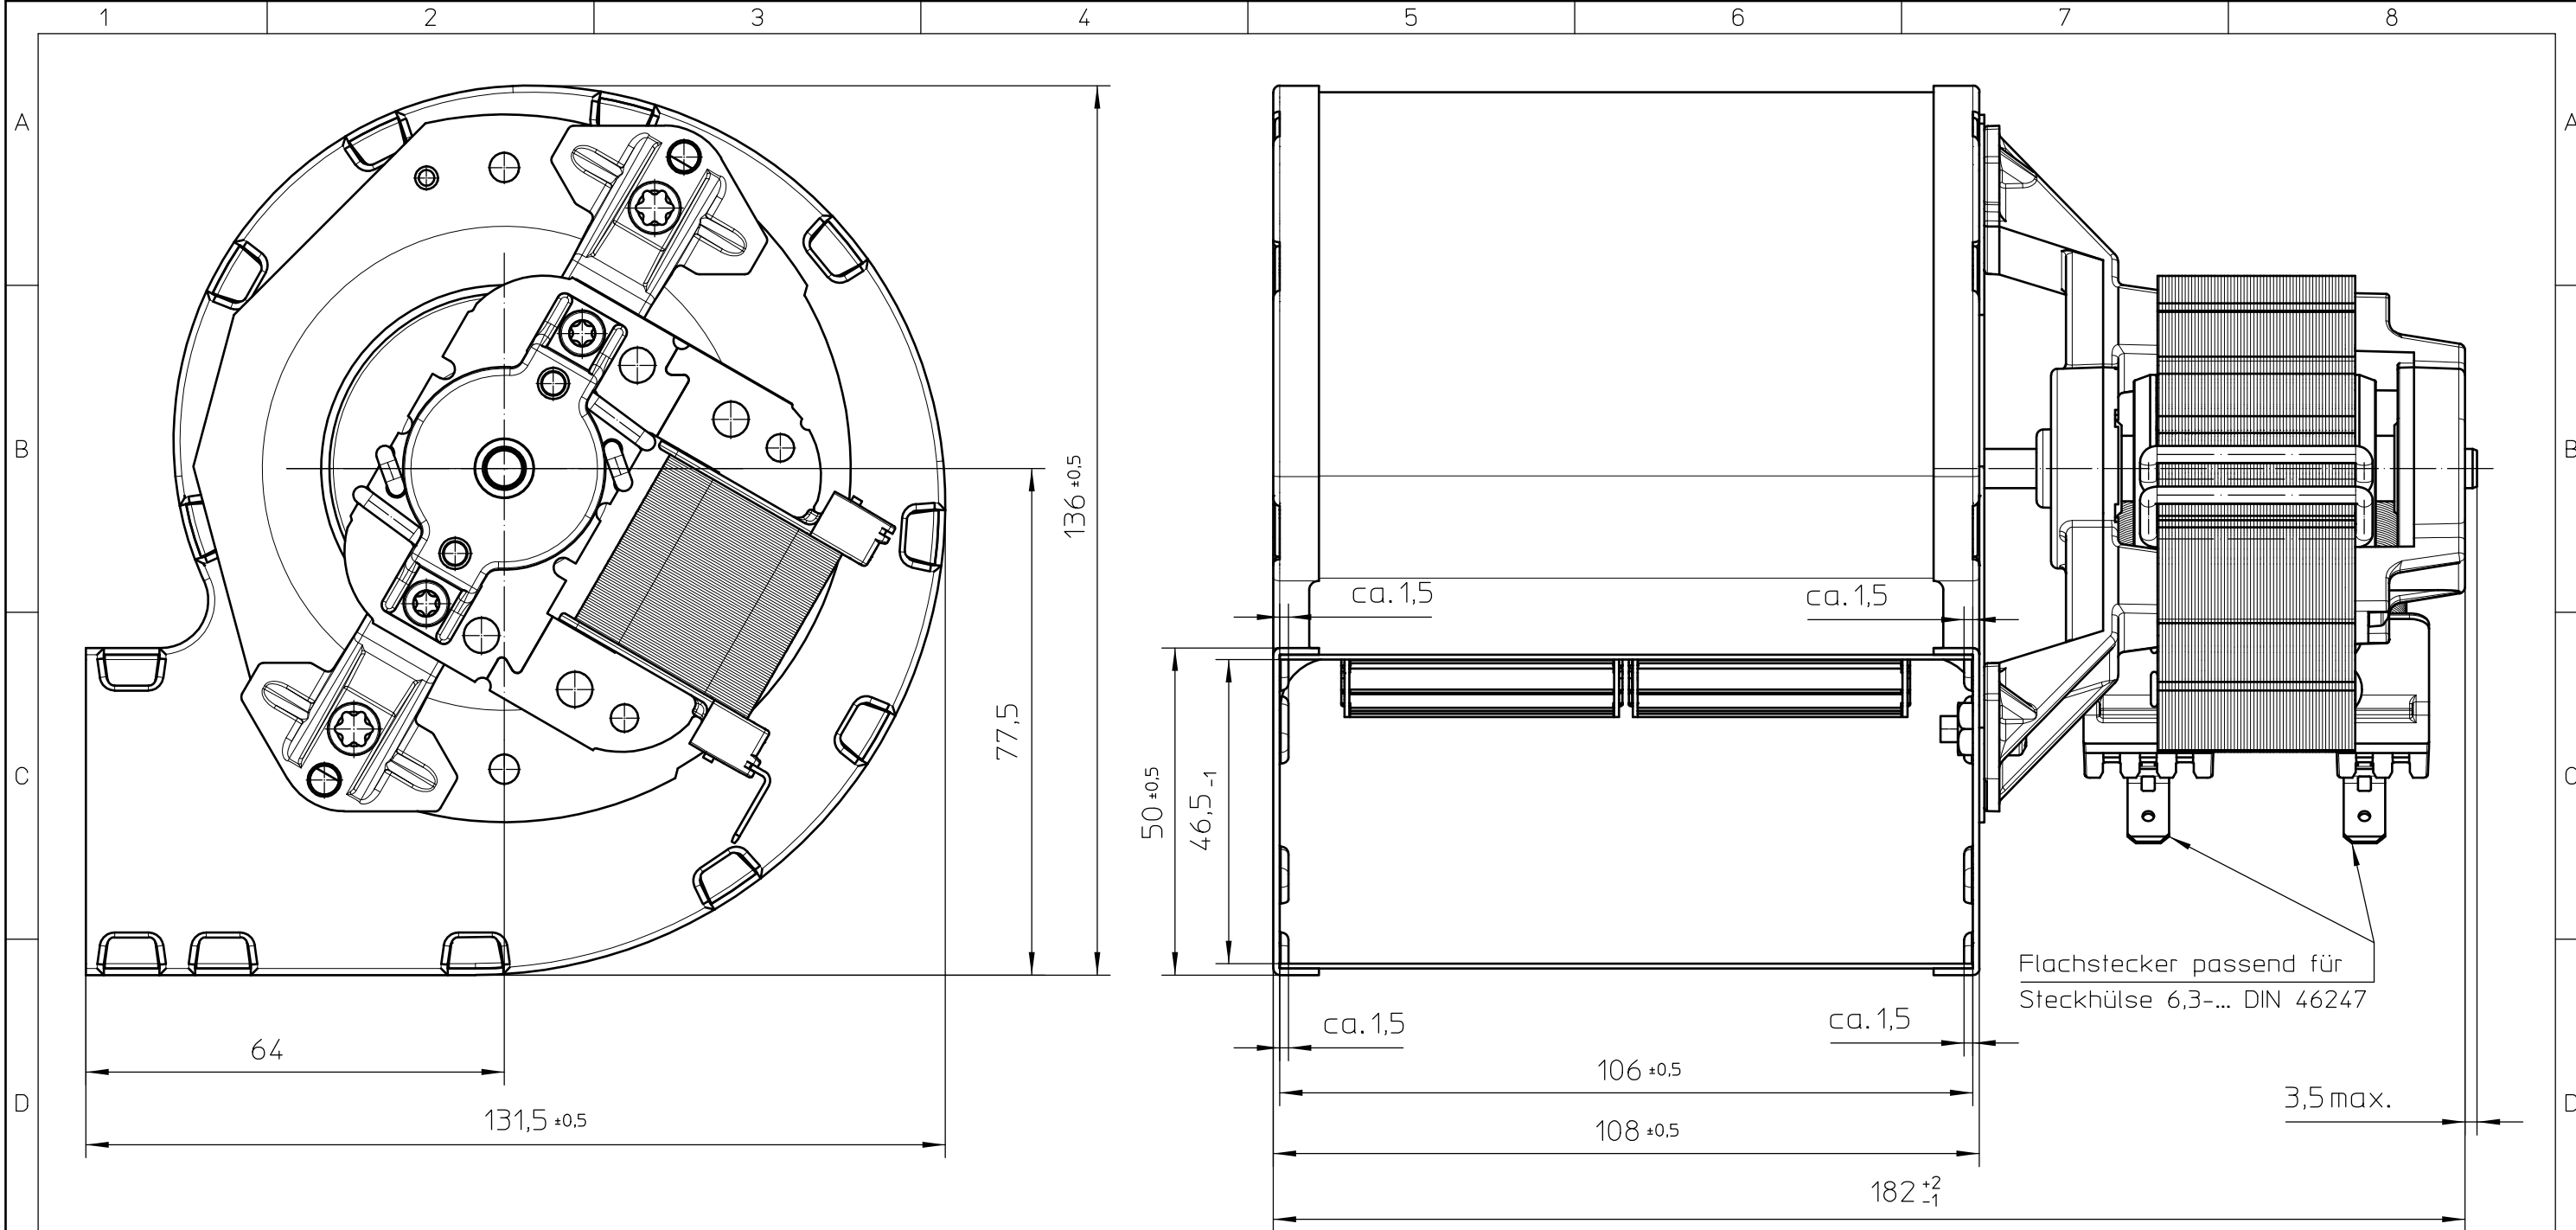 1 2 3 4 5 6 7 8
A A
B B
C C
D D
136 ±0,5
77,5
64
131,5 ±0,5
ca. 1,5
ca. 1,5
50 ±0,5
46,5 -1
Flachstecker passend für
Steckhülse 6,3-... DIN 46247
ca. 1,5
ca. 1,5
106 ±0,5
3,5 max.
108 ±0,5
182 +2 -1